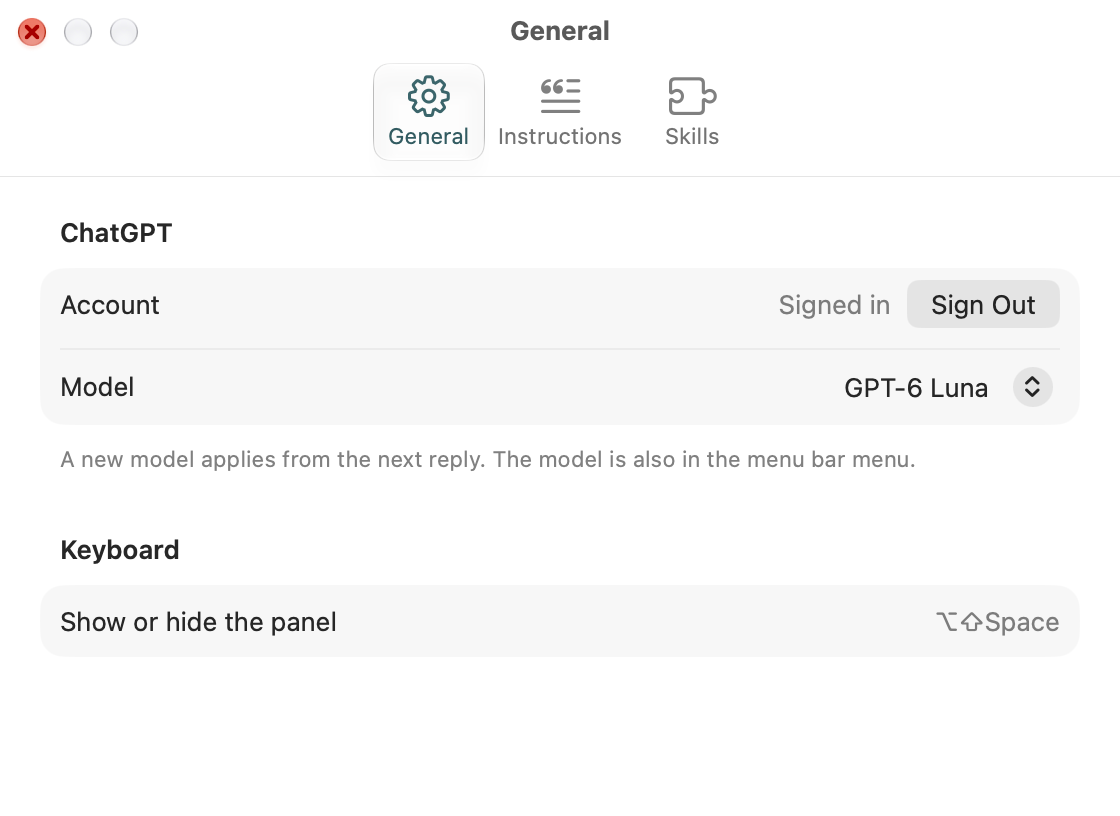 General
General
Instructions
Skills
ChatGPT
Account Signed in Sign Out
Model GPT-6 Luna
A new model applies from the next reply. The model is also in the menu bar menu.
Keyboard
Show or hide the panel ⌥⇧Space